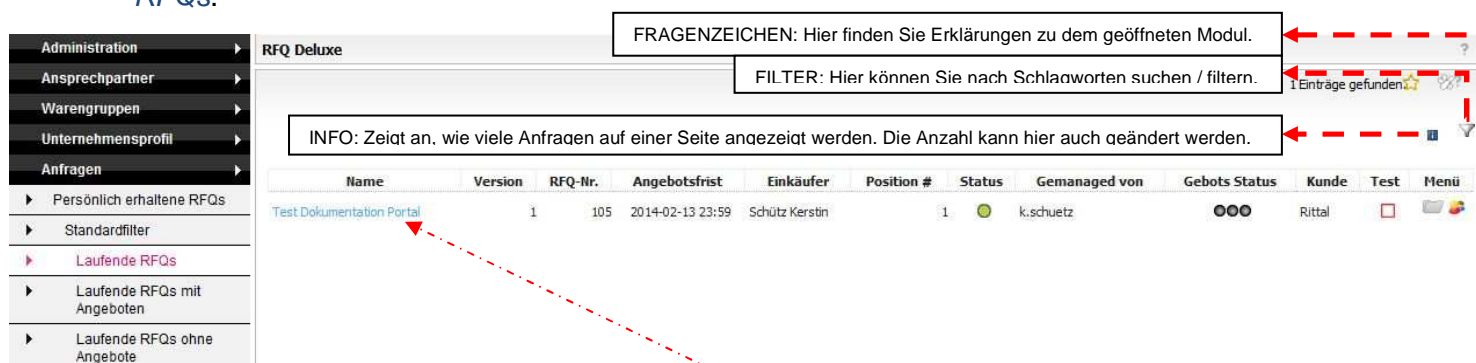 RFQs.
FRAGENZEICHEN: Hier finden Sie Erklärungen zu dem geöffneten Modul.
Administration
RFQ Deluxe
?
Ansprechpartner
FILTER: Hier können Sie nach Schlagworten suchen / filtern.
1 Einträge gefunden
Warengruppen
Unternehmensprofil
INFO: Zeigt an, wie viele Anfragen auf einer Seite angezeigt werden. Die Anzahl kann hier auch geändert werden.
Anfragen
Name Version RFQ-Nr. Angebotsfrist Einkäufer Position # Status Gemanaged von Gebots Status Kunde Test Menü
Persönlich erhaltene RFQs
Test Dokumentation Portal 1 105 2014-02-13 23:59 Schütz Kerstin 1 k.schuetz Rittal
Standardfilter
Laufende RFQs
Laufende RFQs mit
Angeboten
Laufende RFQs ohne
Angebote